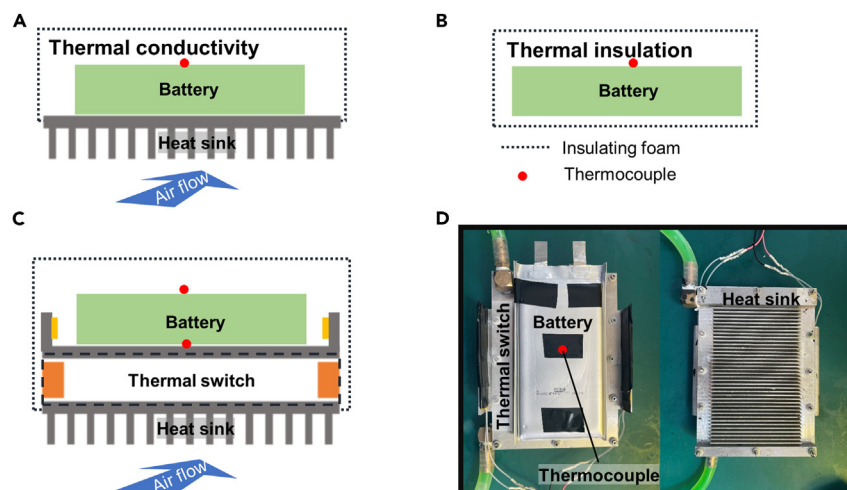 A
Thermal conductivity
Battery
Heat sink
Air flow
B
Thermal insulation
Battery
Insulating foam
Thermocouple
C
Battery
Thermal switch
Heat sink
Air flow
D
Thermal switch
Battery
Thermocouple
Heat sink